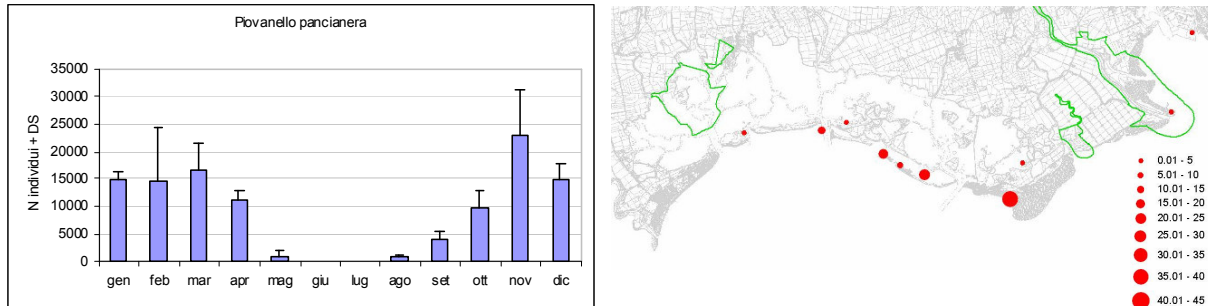 Piovanello pancianera
N individui + DS
35000
30000
25000
20000
15000
10000
5000
0
gen feb mar apr mag giu lug ago set ott nov dic
0.01 - 5
5.01 - 10
10.01 - 15
15.01 - 20
20.01 - 25
25.01 - 30
30.01 - 35
35.01 - 40
40.01 - 45